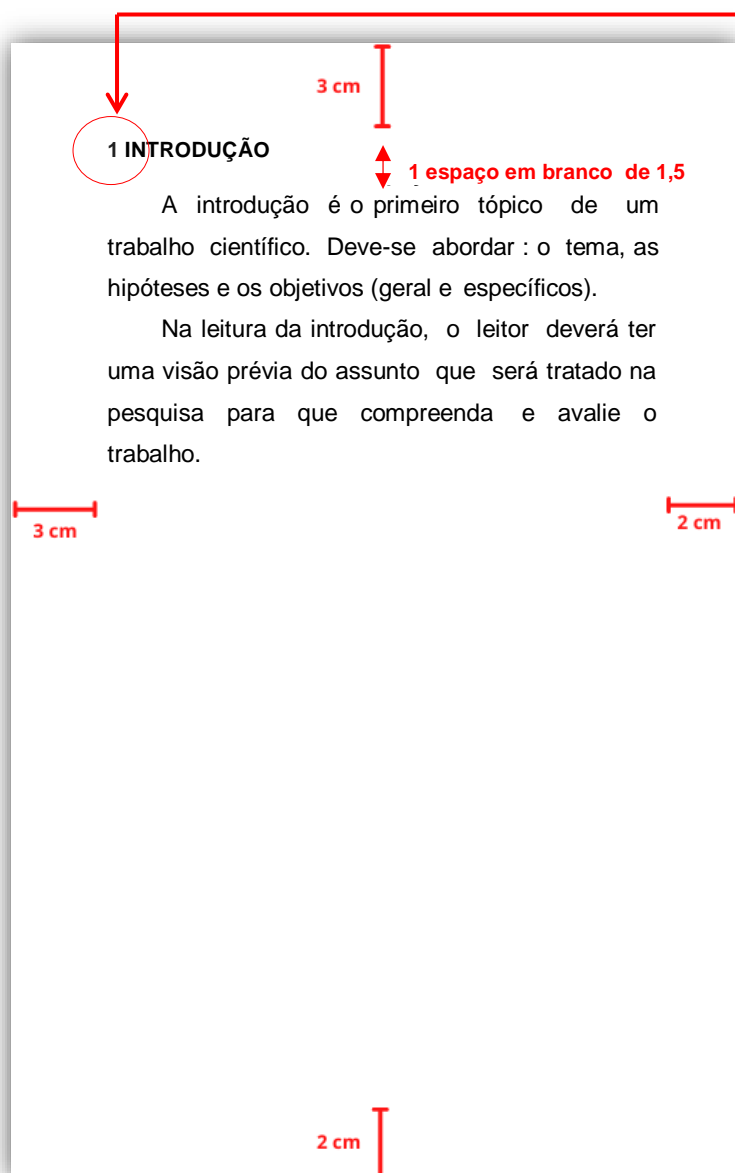 3 cm
1 INTRODUÇÃO
1 espaço em branco de 1,5
A introdução é o primeiro tópico de um
trabalho científico. Deve-se abordar : o tema, as
hipóteses e os objetivos (geral e específicos).
Na leitura da introdução, o leitor deverá ter
uma visão prévia do assunto que será tratado na
pesquisa para que compreenda e avalie o
trabalho.
3 cm
2 cm
2 cm